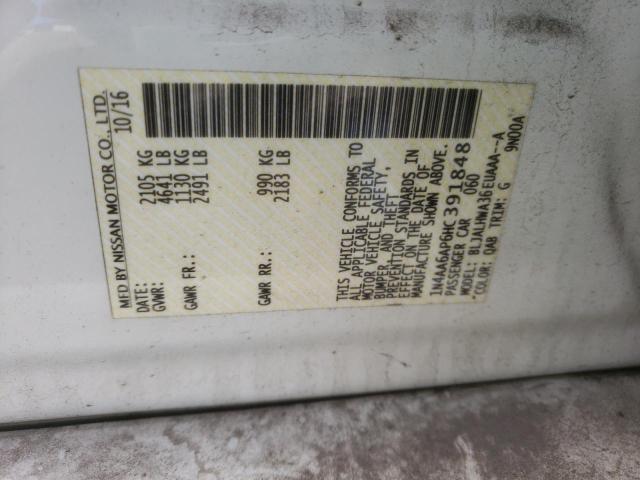 MFD BY NISSAN MOTOR CO., LTD.
DATE: 10/16
GVWR: 2105 KG
4641 LB
GAWR FR: 1130 KG
2491 LB
GAWR RR: 990 KG
2183 LB
THIS VEHICLE CONFORMS TO
ALL APPLICABLE FEDERAL
MOTOR VEHICLE SAFETY,
BUMPER, AND THEFT
PREVENTION STANDARDS IN
EFFECT ON THE DATE OF
MANUFACTURE SHOWN ABOVE.
1N4AA6AP6HC391848
PASSENGER CAR 060
MODEL: BLJALHWA36EUAAA--A
COLOR: QAB TRIM: G 9N00A